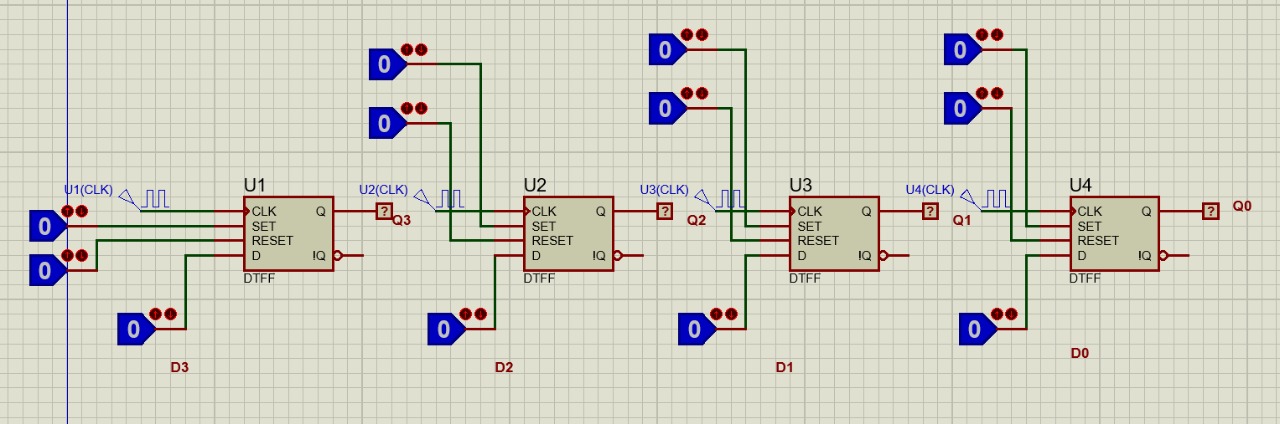 0
0
0
0
0
0
U1
U2
U3
U4
U1(CLK)
U2(CLK)
U3(CLK)
U4(CLK)
0
CLK Q
SET
RESET
D IQ
? Q3
CLK Q
SET
RESET
D IQ
? Q2
CLK Q
SET
RESET
D IQ
? Q1
CLK Q
SET
RESET
D IQ
? Q0
0
DTFF
DTFF
DTFF
DTFF
0
0
0
0
D3
D2
D1
D0